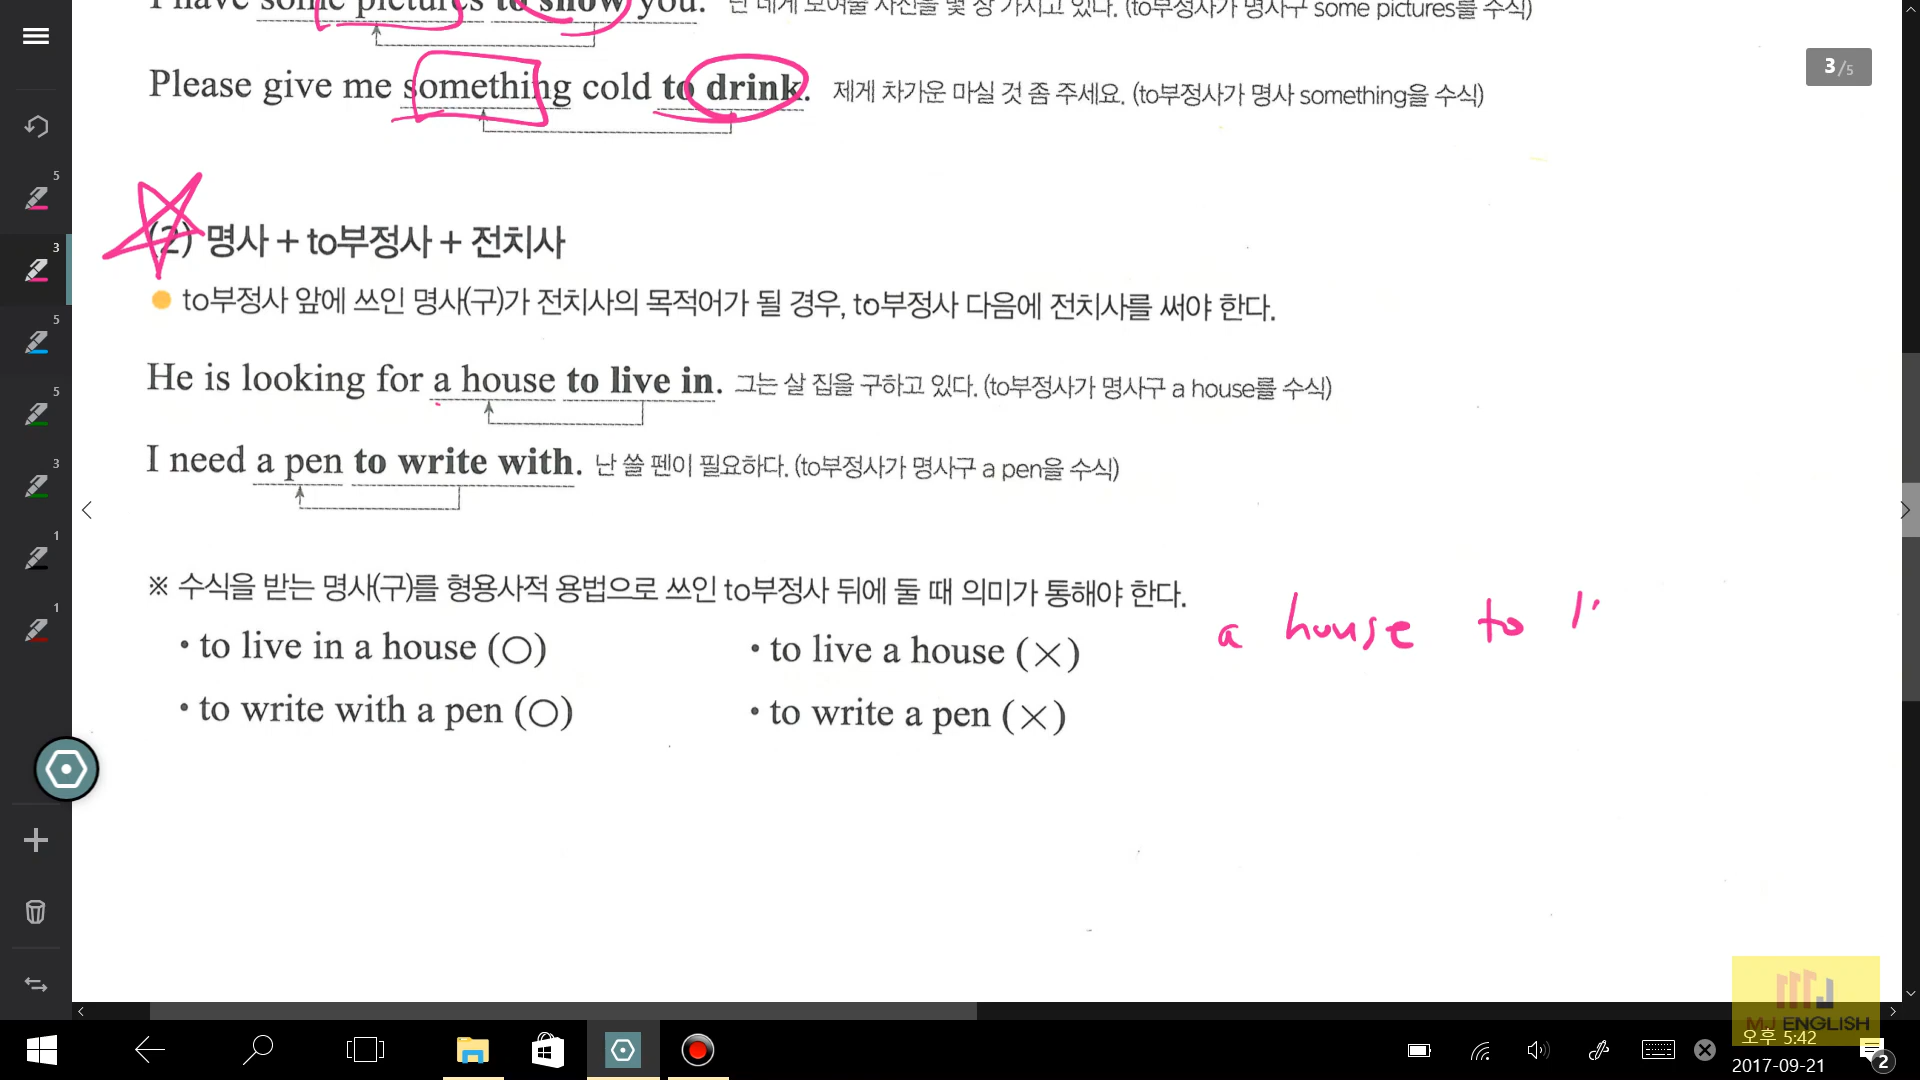 I have some pictures to show you. 난 네게 보여줄 사진을 몇 장 가지고 있다. (to부정사가 명사구 some pictures를 수식)
3/5
Please give me something cold to drink. 제게 차가운 마실 것 좀 주세요. (to부정사가 명사 something을 수식)
5
(2) 명사 + to부정사 + 전치사
3
to부정사 앞에 쓰인 명사(구)가 전치사의 목적어가 될 경우, to부정사 다음에 전치사를 써야 한다.
5
He is looking for a house to live in. 그는 살 집을 구하고 있다. (to부정사가 명사구 a house를 수식)
5
I need a pen to write with. 난 쓸 펜이 필요하다. (to부정사가 명사구 a pen을 수식)
3
1
※ 수식을 받는 명사(구)를 형용사적 용법으로 쓰인 to부정사 뒤에 둘 때 의미가 통해야 한다.
1
a house to
• to live in a house (○) • to live a house (×)
• to write with a pen (○) • to write a pen (×)
MJ ENGLISH
오후 5:42
2017-09-21
2